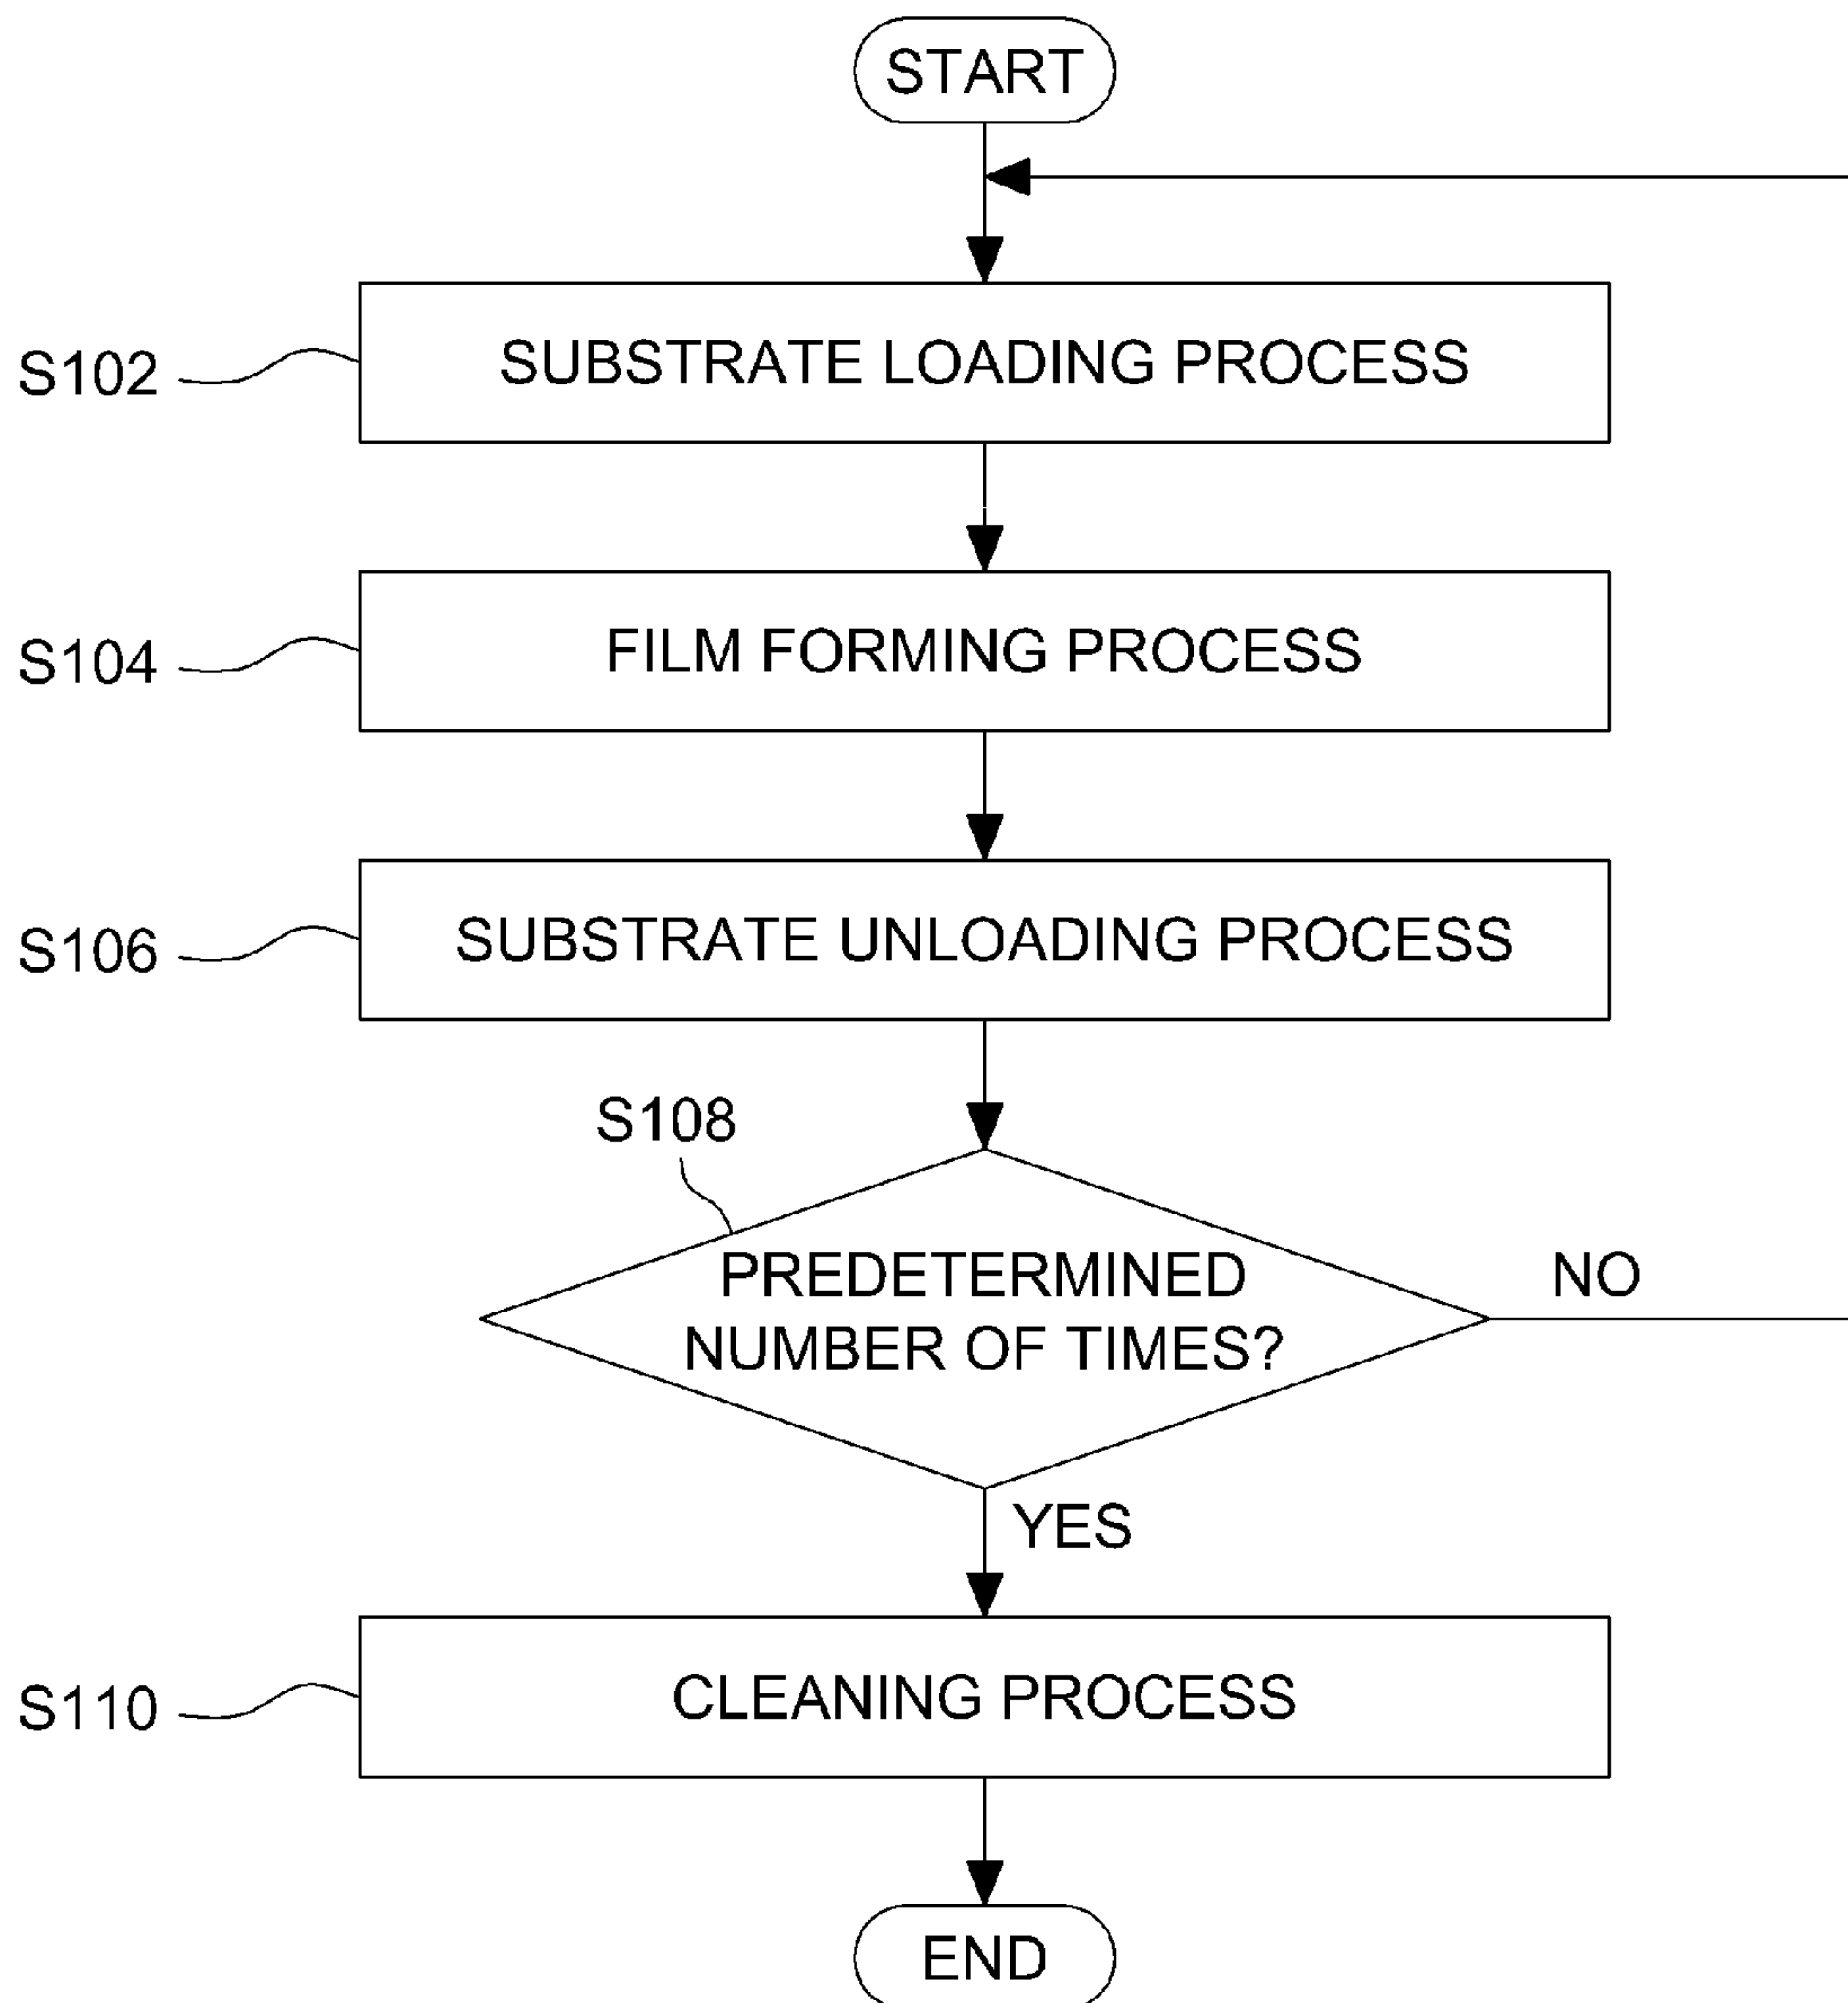 START
S102
SUBSTRATE LOADING PROCESS
S104
FILM FORMING PROCESS
S106
SUBSTRATE UNLOADING PROCESS
S108
PREDETERMINED
NUMBER OF TIMES?
NO
YES
S110
CLEANING PROCESS
END